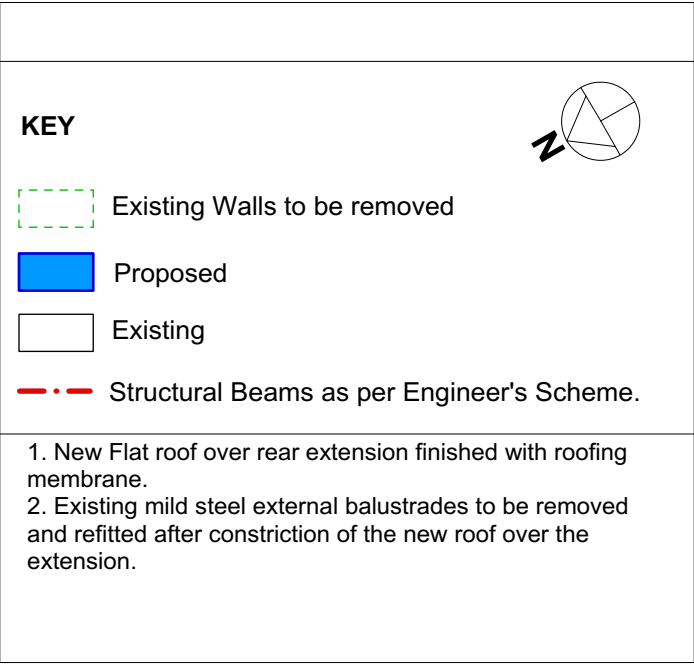 KEY
N
Existing Walls to be removed
Proposed
Existing
Structural Beams as per Engineer's Scheme.
1. New Flat roof over rear extension finished with roofing
membrane.
2. Existing mild steel external balustrades to be removed
and refitted after constriction of the new roof over the
extension.